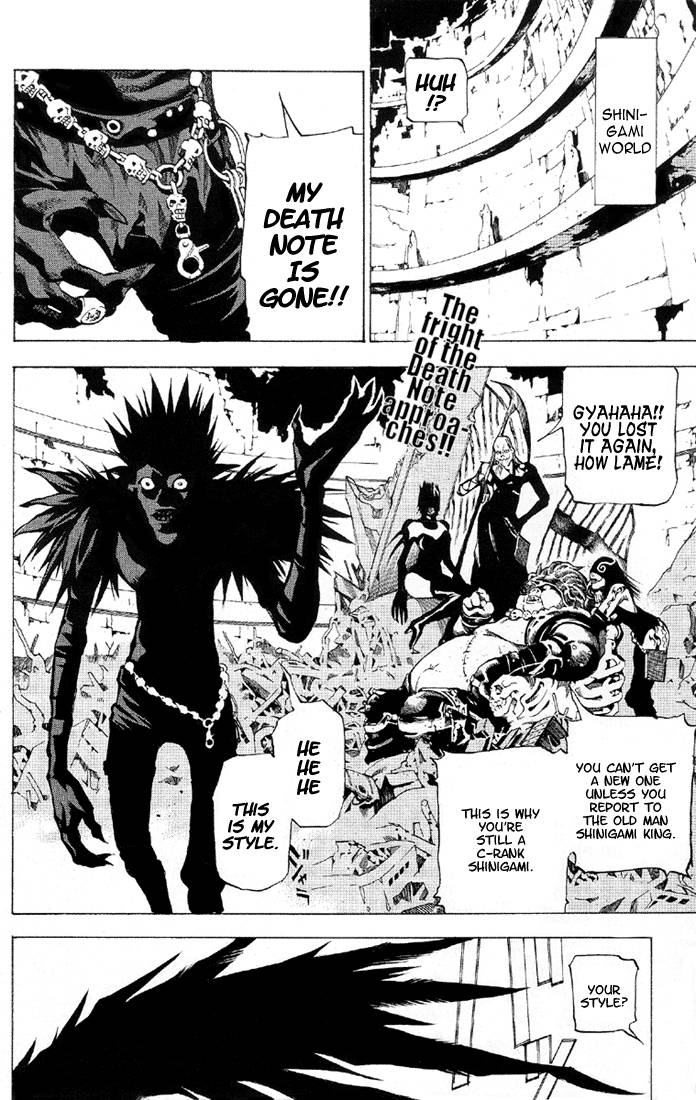 SHINI-
GAMI
WORLD
HUH
!?
MY
DEATH
NOTE
IS
GONE!!
The
fright
of the
Death
Note
approa-
ches!!
GYAHAHA!!
YOU LOST
IT AGAIN,
HOW LAME!
YOU CAN'T GET
A NEW ONE
UNLESS YOU
REPORT TO
THE OLD MAN
SHINIGAMI KING.
THIS IS WHY
YOU'RE
STILL A
C-RANK
SHINIGAMI.
HE
HE
HE
THIS
IS MY
STYLE.
YOUR
STYLE?